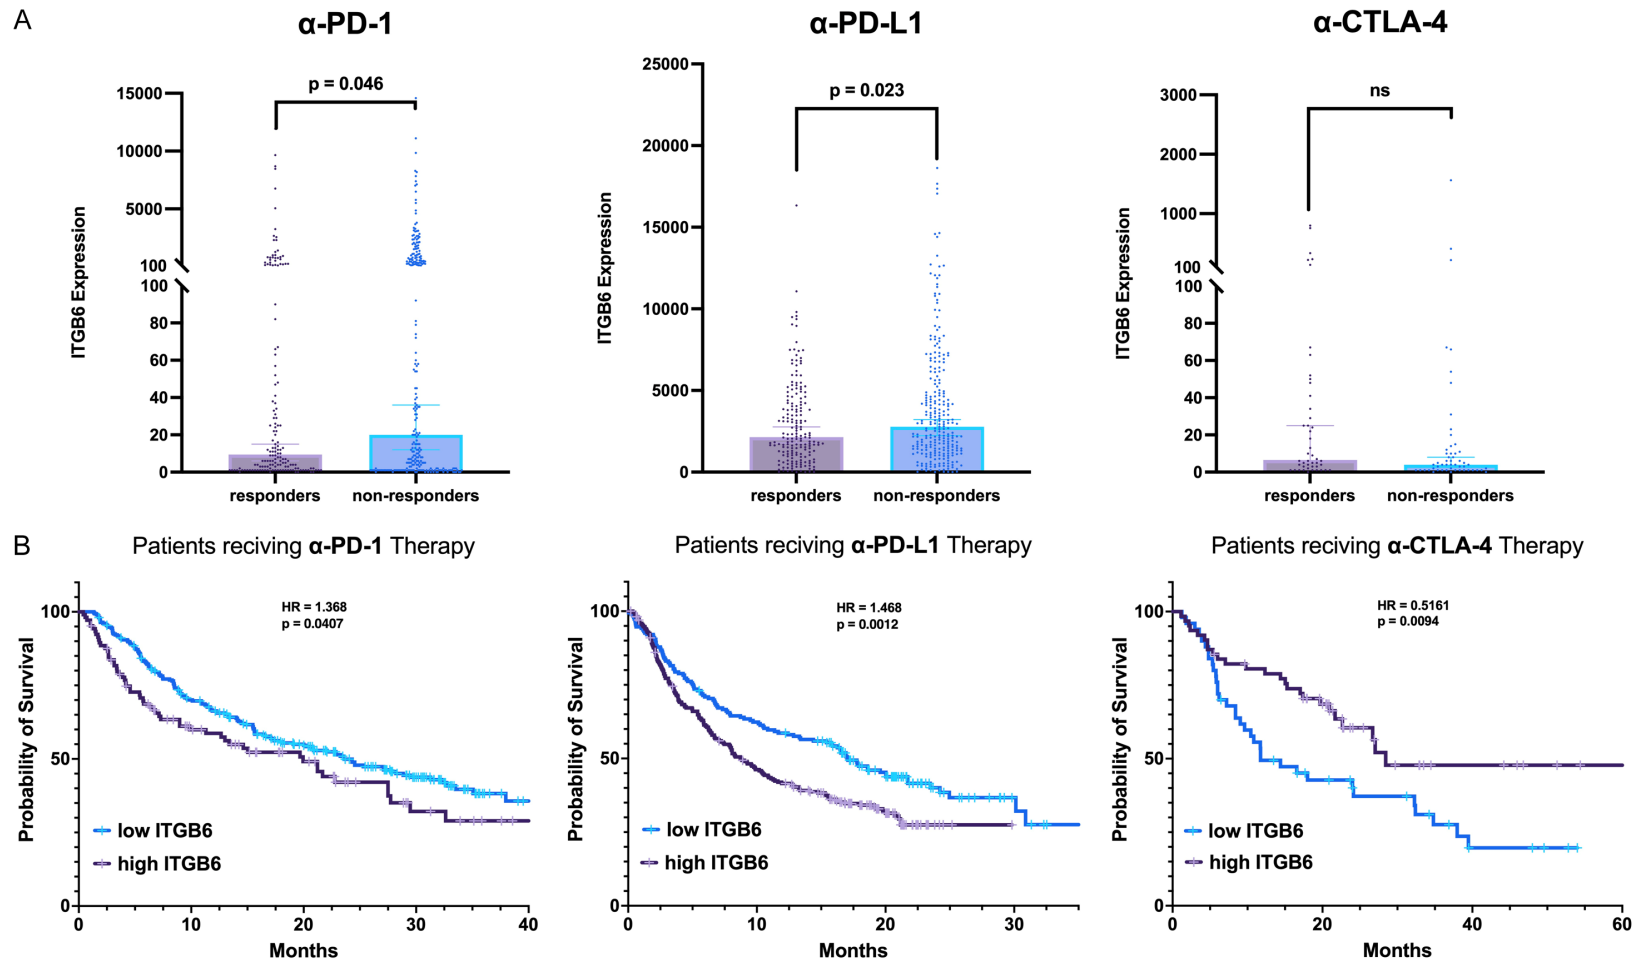 A
α-PD-1
α-PD-L1
α-CTLA-4
ITGB6 Expression
15000
10000
5000
100
100
80
60
40
20
0
p = 0.046
responders
non-responders
ITGB6 Expression
25000
20000
15000
10000
5000
0
p = 0.023
responders
non-responders
ITGB6 Expression
3000
2000
1000
100
100
80
60
40
20
0
ns
responders
non-responders
B
Patients reciving α-PD-1 Therapy
Probability of Survival
100
50
0
HR = 1.368
p = 0.0407
low ITGB6
high ITGB6
0 10 20 30 40
Months
Patients reciving α-PD-L1 Therapy
Probability of Survival
100
50
0
HR = 1.468
p = 0.0012
low ITGB6
high ITGB6
0 10 20 30
Months
Patients reciving α-CTLA-4 Therapy
Probability of Survival
100
50
0
HR = 0.5161
p = 0.0094
low ITGB6
high ITGB6
0 20 40 60
Months